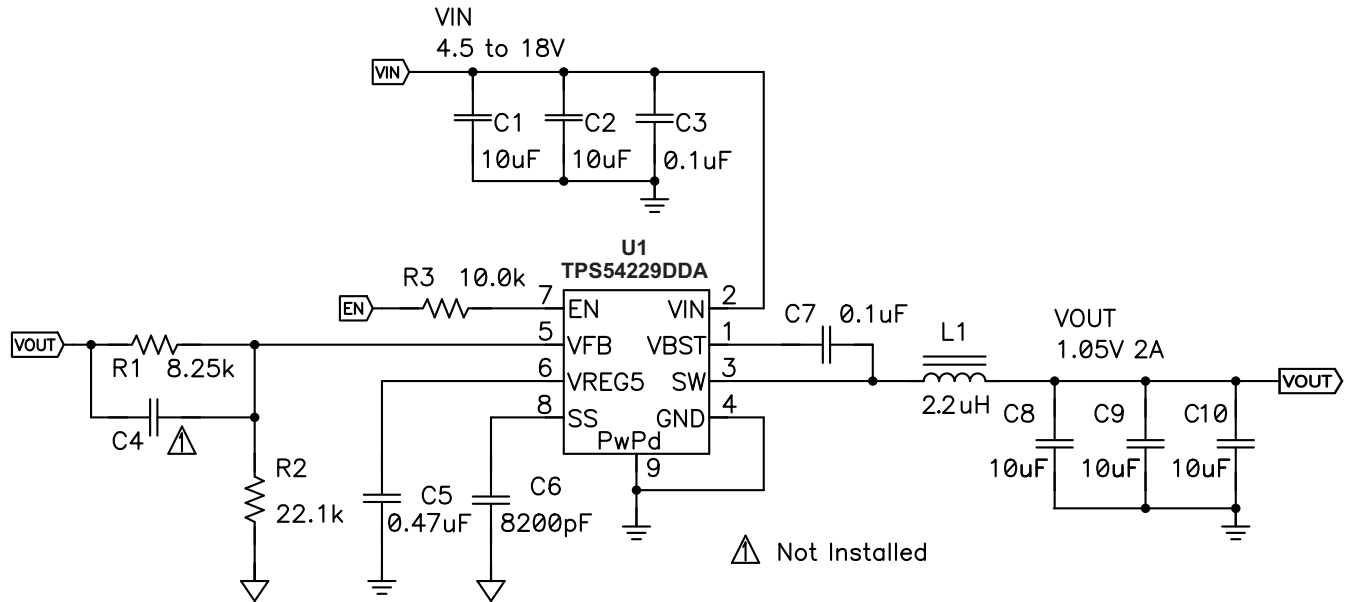 VIN
4.5 to 18V
VIN
C1
C2
C3
10uF
10uF
0.1uF
U1
TPS54229DDA
R3 10.0k
EN
7
EN
VIN
2
C7 0.1uF
VOUT
R1 8.25k
5
VFB
VBST
1
L1
VOUT
1.05V 2A
6
VREG5
SW
3
2.2uH
VOUT
8
SS
GND
4
C4
1
PwPd
9
C8
C9
C10
10uF
10uF
10uF
R2
22.1k
C5
0.47uF
C6
8200pF
1 Not Installed